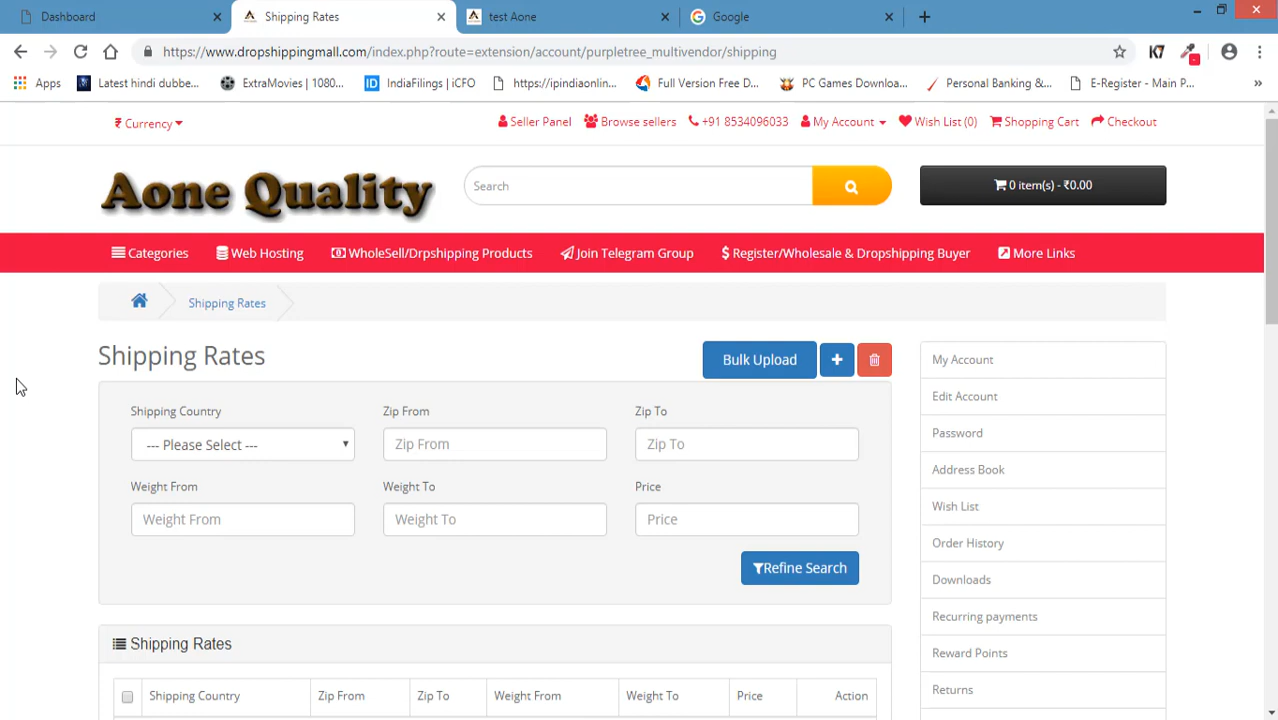 Dashboard
Shipping Rates
test Aone
Google
https://www.dropshippingmall.com/index.php?route=extension/account/purpletree_multivendor/shipping
K7
Apps
Latest hindi dubbe...
ExtraMovies | 1080...
ID IndiaFilings | iCFO
https://ipindiaonlin...
Full Version Free D...
PC Games Downloa...
Personal Banking &...
E-Register - Main P...
»
₹ Currency
Seller Panel
Browse sellers
+91 8534096033
My Account
Wish List (0)
Shopping Cart
Checkout
Aone Quality
Search
0 item(s) - ₹0.00
Categories
Web Hosting
WholeSell/Drpshipping Products
Join Telegram Group
$ Register/Wholesale & Dropshipping Buyer
More Links
Shipping Rates
Shipping Rates
Bulk Upload
Shipping Country
Zip From
Zip To
--- Please Select ---
Zip From
Zip To
Weight From
Weight To
Price
Weight From
Weight To
Price
Refine Search
Shipping Rates
Shipping Country
Zip From
Zip To
Weight From
Weight To
Price
Action
My Account
Edit Account
Password
Address Book
Wish List
Order History
Downloads
Recurring payments
Reward Points
Returns